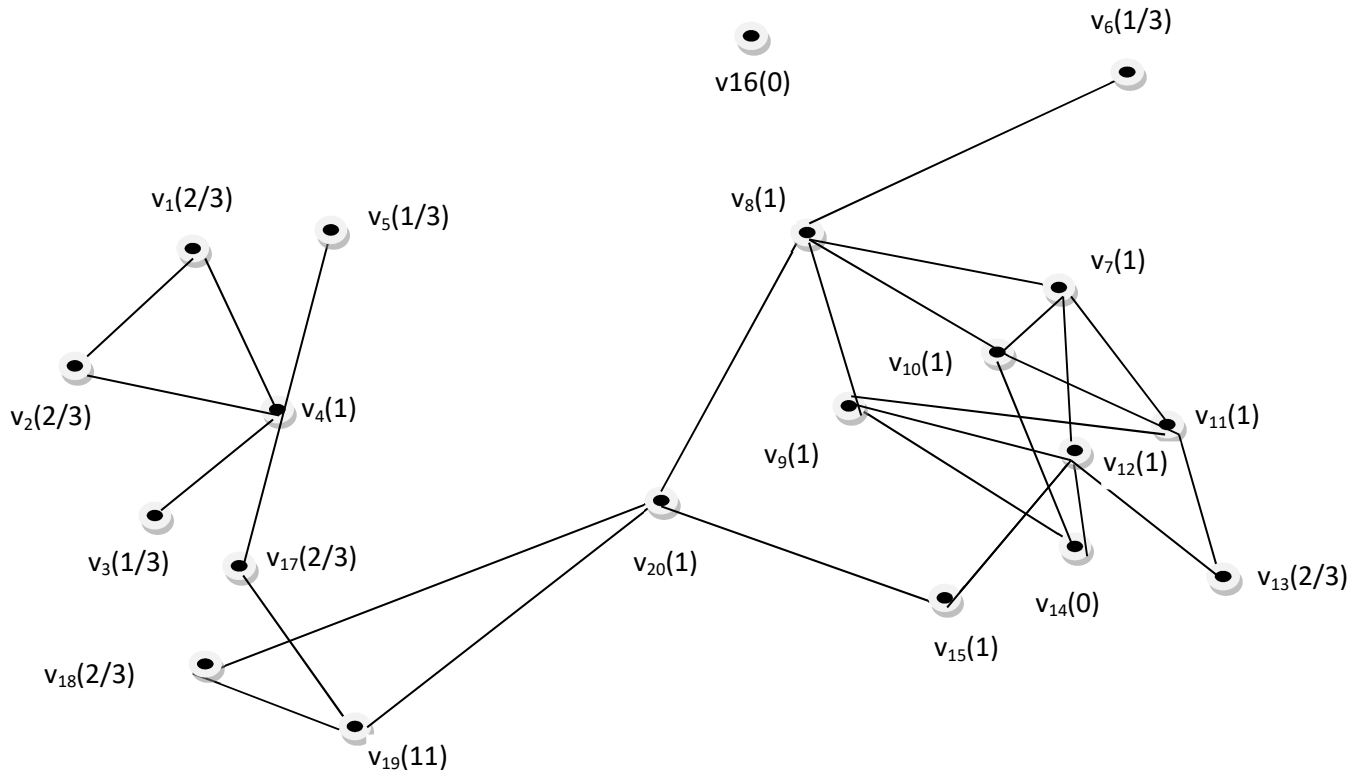 v₆(1/3)
v16(0)
v₁(2/3)
v₅(1/3)
v₈(1)
v₇(1)
v₁₀(1)
v₂(2/3)
v₄(1)
v₁₁(1)
v₉(1)
v₁₂(1)
v₃(1/3)
v₁₇(2/3)
v₂₀(1)
v₁₃(2/3)
v₁₄(0)
v₁₅(1)
v₁₈(2/3)
v₁₉(11)